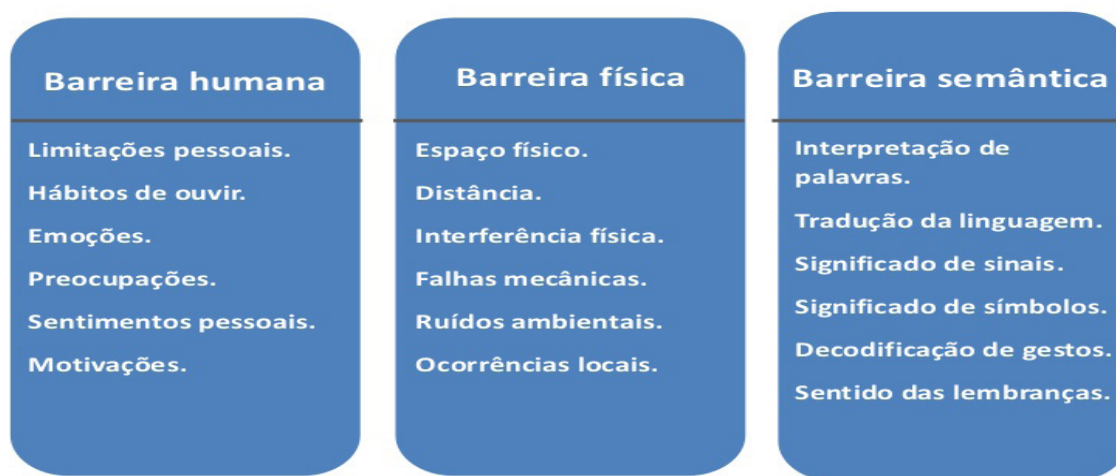 Barreira humana
Limitações pessoais.
Hábitos de ouvir.
Emoções.
Preocupações.
Sentimentos pessoais.
Motivações.
Barreira física
Espaço físico.
Distância.
Interferência física.
Falhas mecânicas.
Ruídos ambientais.
Ocorrências locais.
Barreira semântica
Interpretação de
palavras.
Tradução da linguagem.
Significado de sinais.
Significado de símbolos.
Decodificação de gestos.
Sentido das lembranças.